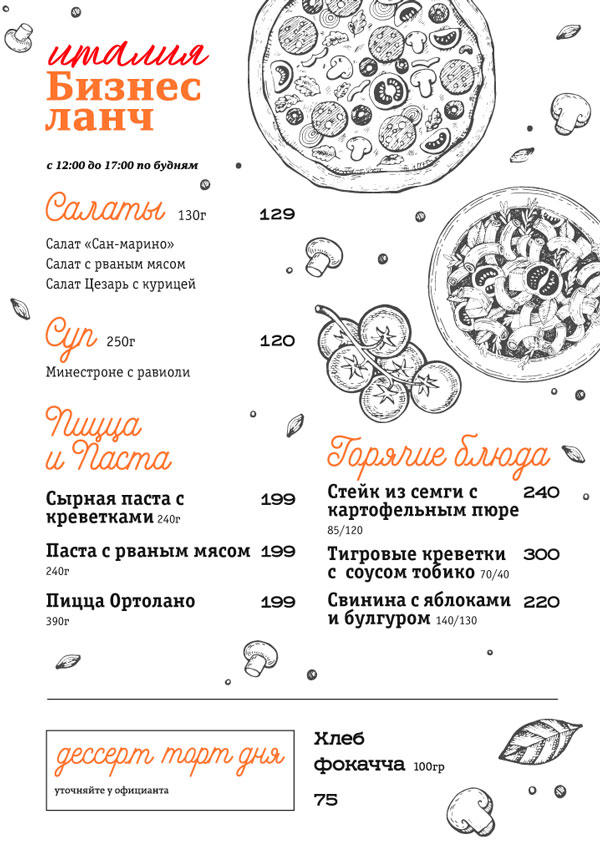 италия
Бизнес
ланч
с 12:00 до 17:00 по будням
Салаты 130г 129
Салат «Сан-марино»
Салат с рваным мясом
Салат Цезарь с курицей
Суп 250г 120
Минестроне с равиоли
Пицца
и Паста
Сырная паста с 199
креветками 240г
Паста с рваным мясом 199
240г
Пицца Ортолано 199
390г
Горячие блюда
Стейк из семги с 240
картофельным пюре
85/120
Тигровые креветки 300
с соусом тобико 70/40
Свинина с яблоками 220
и булгуром 140/130
дессерт торт дня
уточняйте у официанта
Хлеб
фокачча 100гр
75